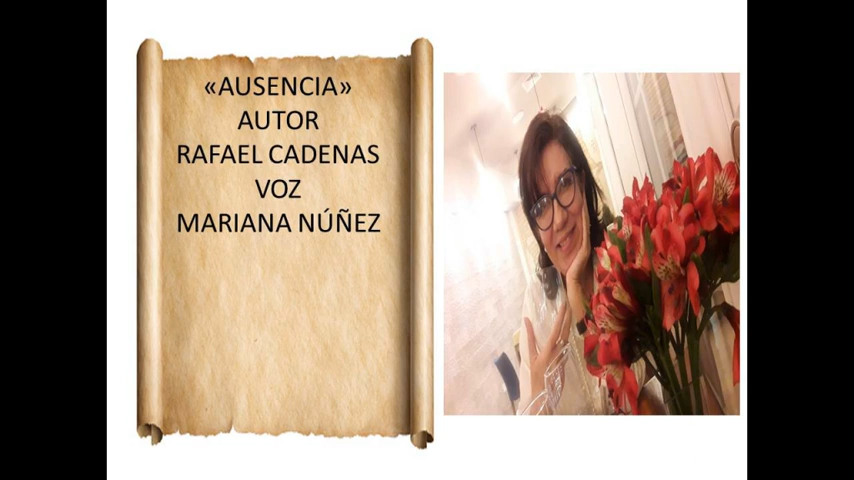 «AUSENCIA»
AUTOR
RAFAEL CADENAS
VOZ
MARIANA NÚÑEZ